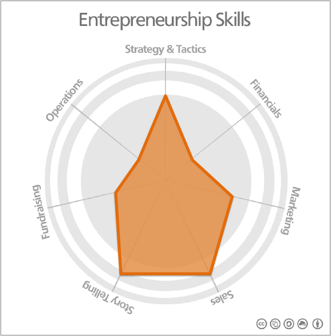 Entrepreneurship Skills
Strategy & Tactics
Financials
Marketing
Sales
Story Telling
Fundraising
Operations